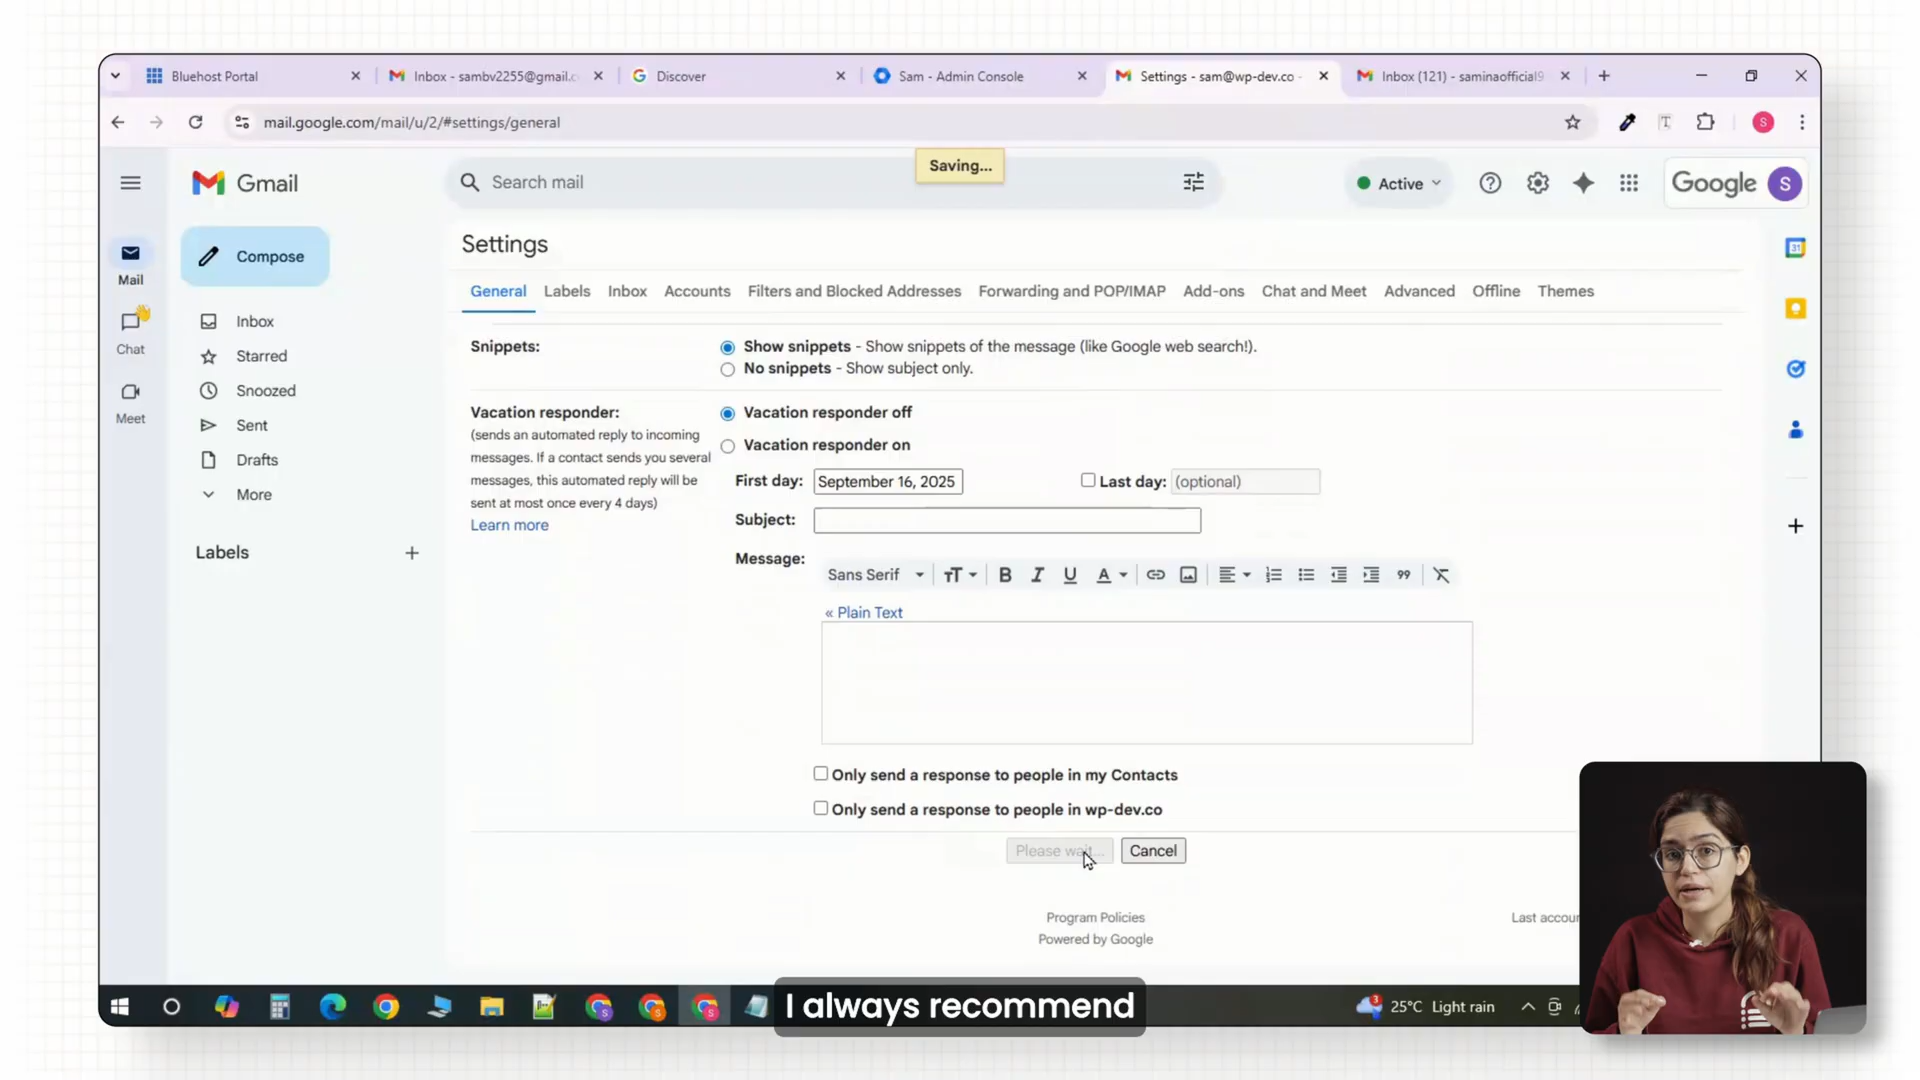 Bluehost Portal
Inbox - sambv2255@gmail.c
Discover
Sam - Admin Console
Settings - sam@wp-dev.co -
Inbox (121) - saminaofficial9
mail.google.com/mail/u/2/#settings/general
S
Saving...
Gmail
Search mail
Active
Google
S
Compose
Mail
Chat
Meet
Inbox
Starred
Snoozed
Sent
Drafts
More
Labels
Settings
General
Labels
Inbox
Accounts
Filters and Blocked Addresses
Forwarding and POP/IMAP
Add-ons
Chat and Meet
Advanced
Offline
Themes
Snippets:
Show snippets - Show snippets of the message (like Google web search!).
No snippets - Show subject only.
Vacation responder:
(sends an automated reply to incoming
messages. If a contact sends you several
messages, this automated reply will be
sent at most once every 4 days)
Learn more
Vacation responder off
Vacation responder on
First day: September 16, 2025
Last day: (optional)
Subject:
Message:
Sans Serif
« Plain Text
Only send a response to people in my Contacts
Only send a response to people in wp-dev.co
Please wait...
Cancel
Program Policies
Powered by Google
Last accou
31
3
25°C Light rain
I always recommend